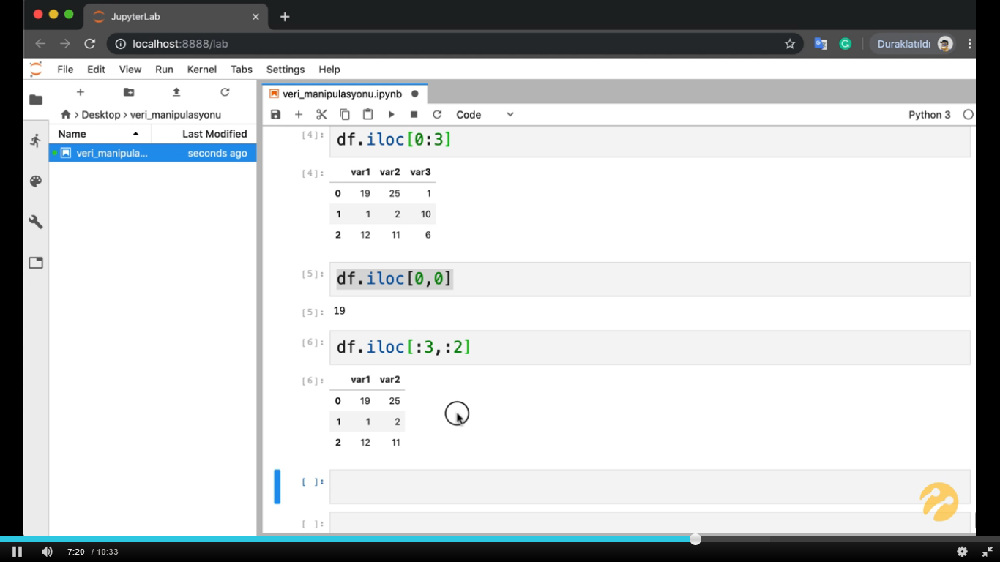 JupyterLab
localhost:8888/lab
Duraklatıldı
File Edit View Run Kernel Tabs Settings Help
veri_manipulasyonu.ipynb
Desktop > veri_manipulasyonu
Code
Python 3
Name Last Modified
veri_manipula... seconds ago
[4]: df.iloc[0:3]
[4]: var1 var2 var3
0 19 25 1
1 1 2 10
2 12 11 6
[5]: df.iloc[0,0]
[5]: 19
[6]: df.iloc[:3,:2]
[6]: var1 var2
0 19 25
1 1 2
2 12 11
[ ]:
[ ]:
7:20 / 10:33